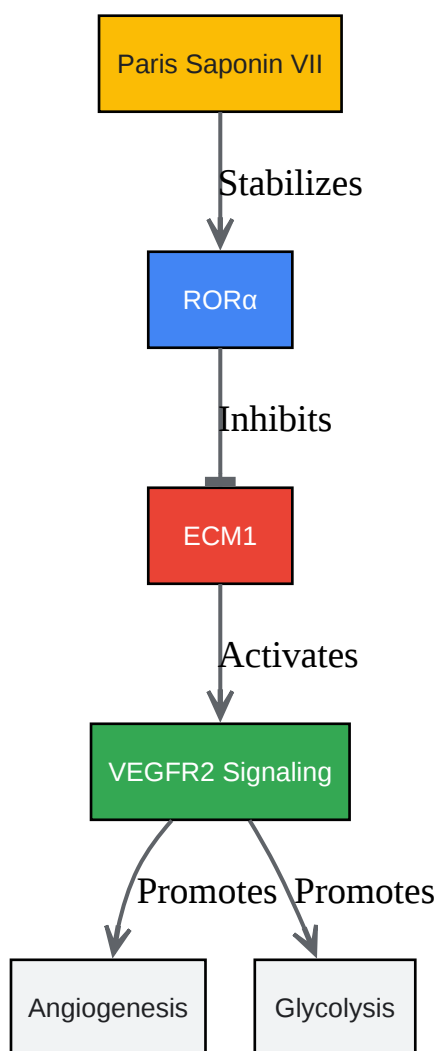 Paris Saponin VII
Stabilizes
RORα
Inhibits
ECM1
Activates
VEGFR2 Signaling
Promotes
Promotes
Angiogenesis
Glycolysis